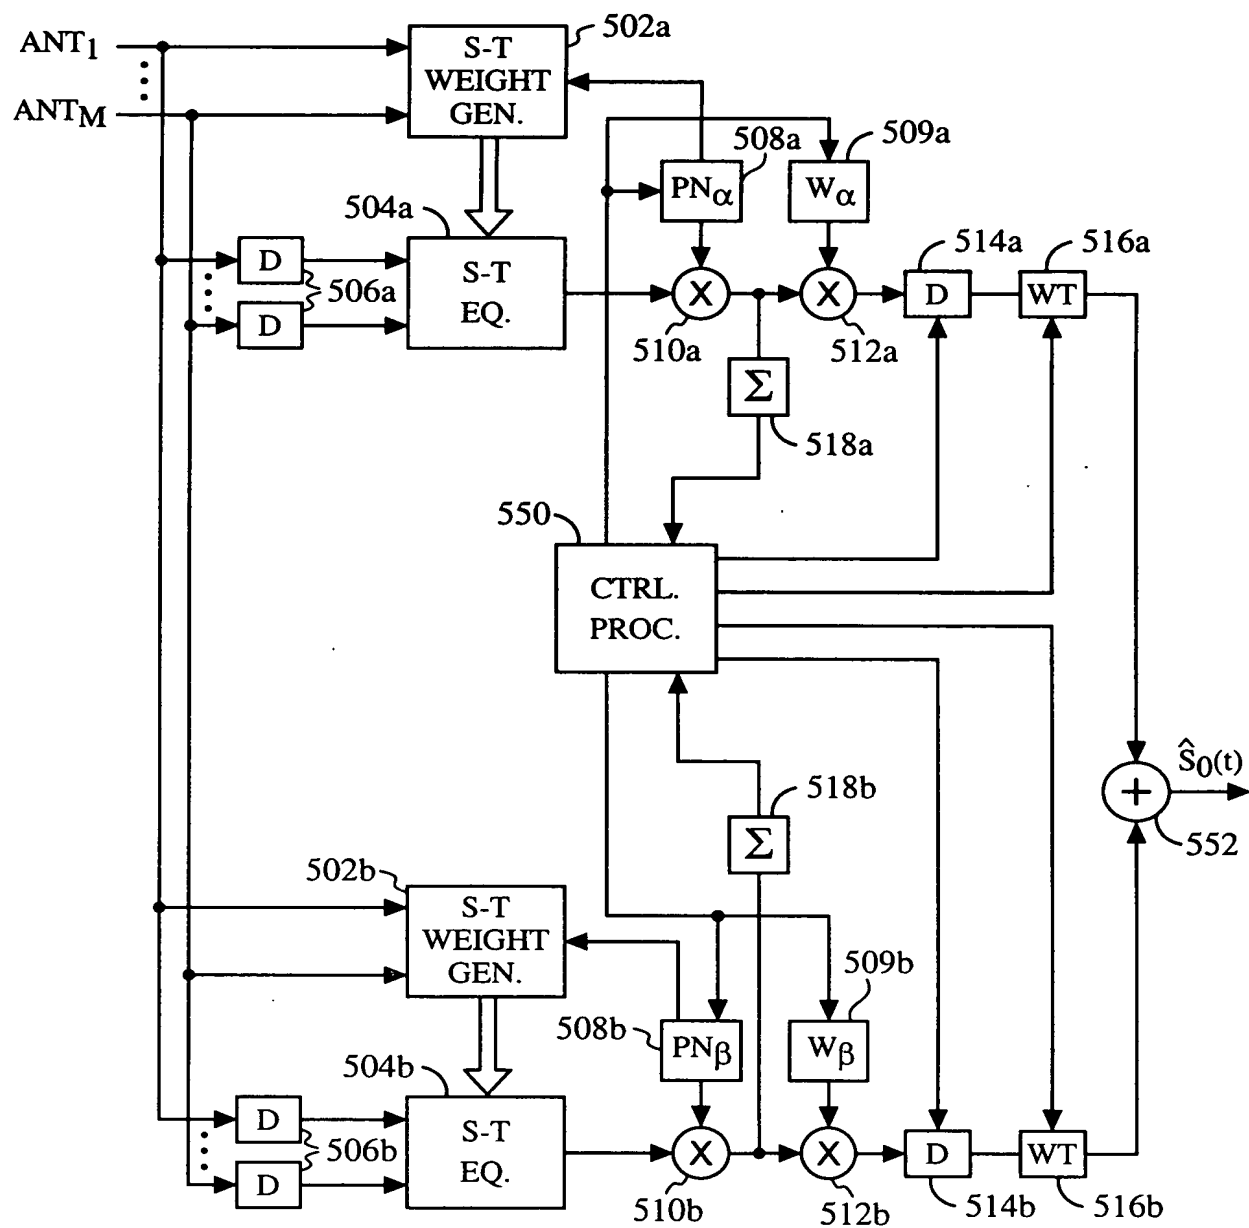 ANT1
ANTM
S-T
WEIGHT
GEN.
502a
508a
509a
PNα
Wα
504a
D
D
506a
S-T
EQ.
X
510a
X
512a
514a
D
516a
WT
Σ
518a
550
CTRL.
PROC.
Ŝ0(t)
+
552
518b
Σ
502b
S-T
WEIGHT
GEN.
509b
508b
PNβ
Wβ
504b
D
D
506b
S-T
EQ.
X
510b
X
512b
D
514b
WT
516b